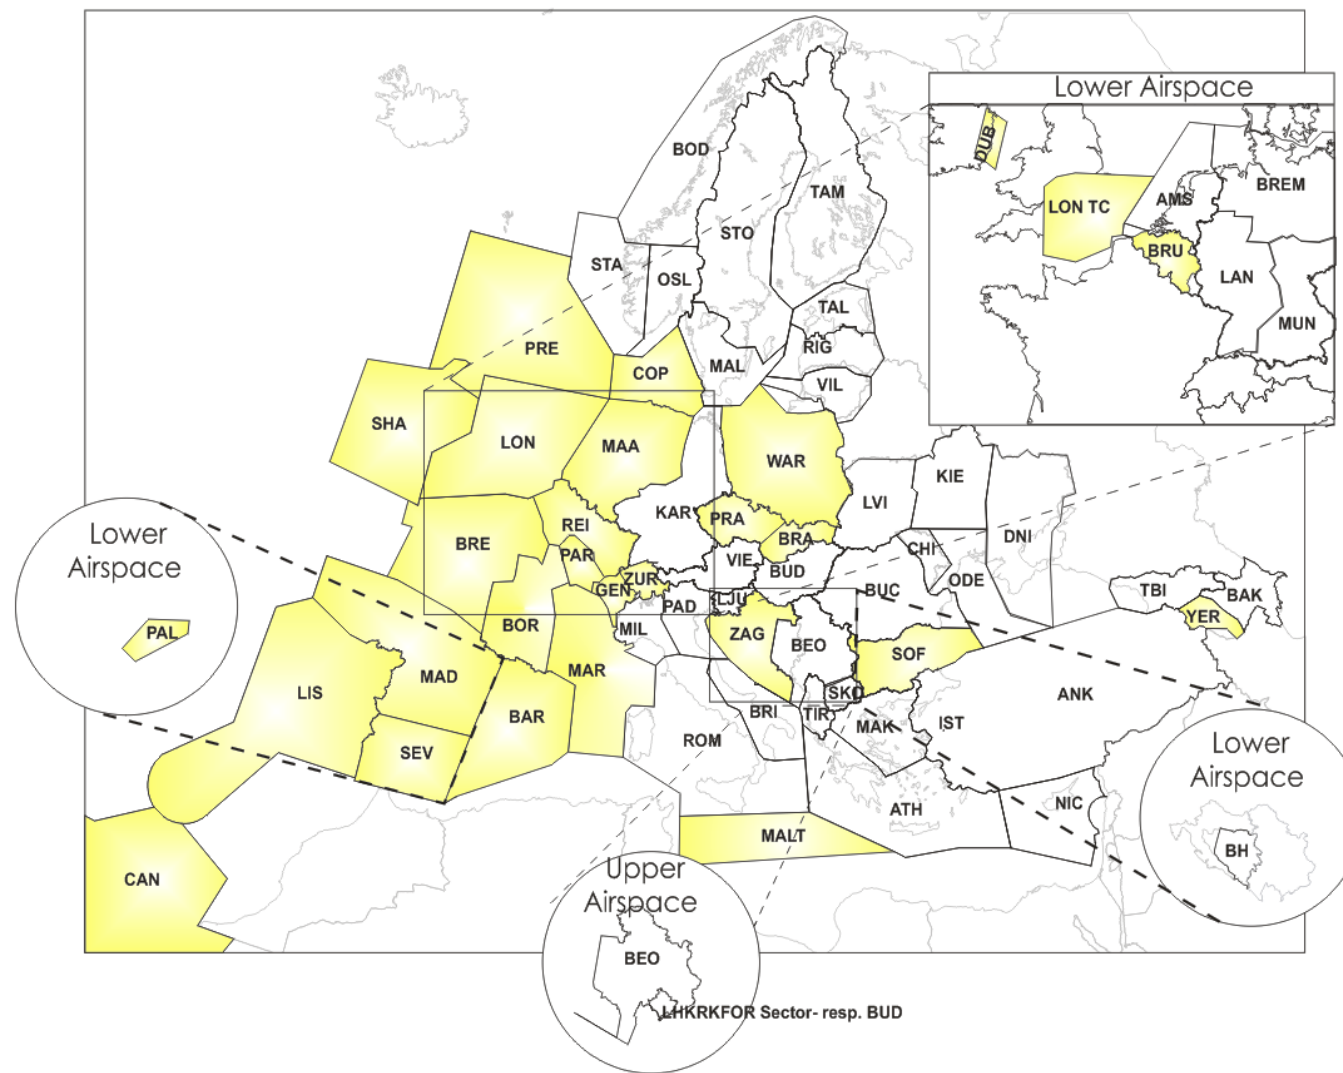 Lower Airspace
BOD
DUB
TAM
BREM
LON TC
AMS
STO
BRU
STA
OSL
LAN
TAL
MUN
PRE
RIG
COP
MAL
VIL
SHA
LON
MAA
WAR
KIE
LVI
KAR
PRA
Lower
Airspace
REI
BRE
BRA
DNI
PAR
VIE
CHI
BUD
ZUR
GEN
BUC
ODE
TBI
BAK
LJU
PAD
YER
PAL
BOR
MIL
ZAG
BEO
SOF
MAD
MAR
LIS
SKO
ANK
BAR
BRI
TIR
MAK
IST
ROM
SEV
Lower
Airspace
NIC
ATH
MALT
BH
CAN
Upper
Airspace
BEO
LHKRKFOR Sector- resp. BUD